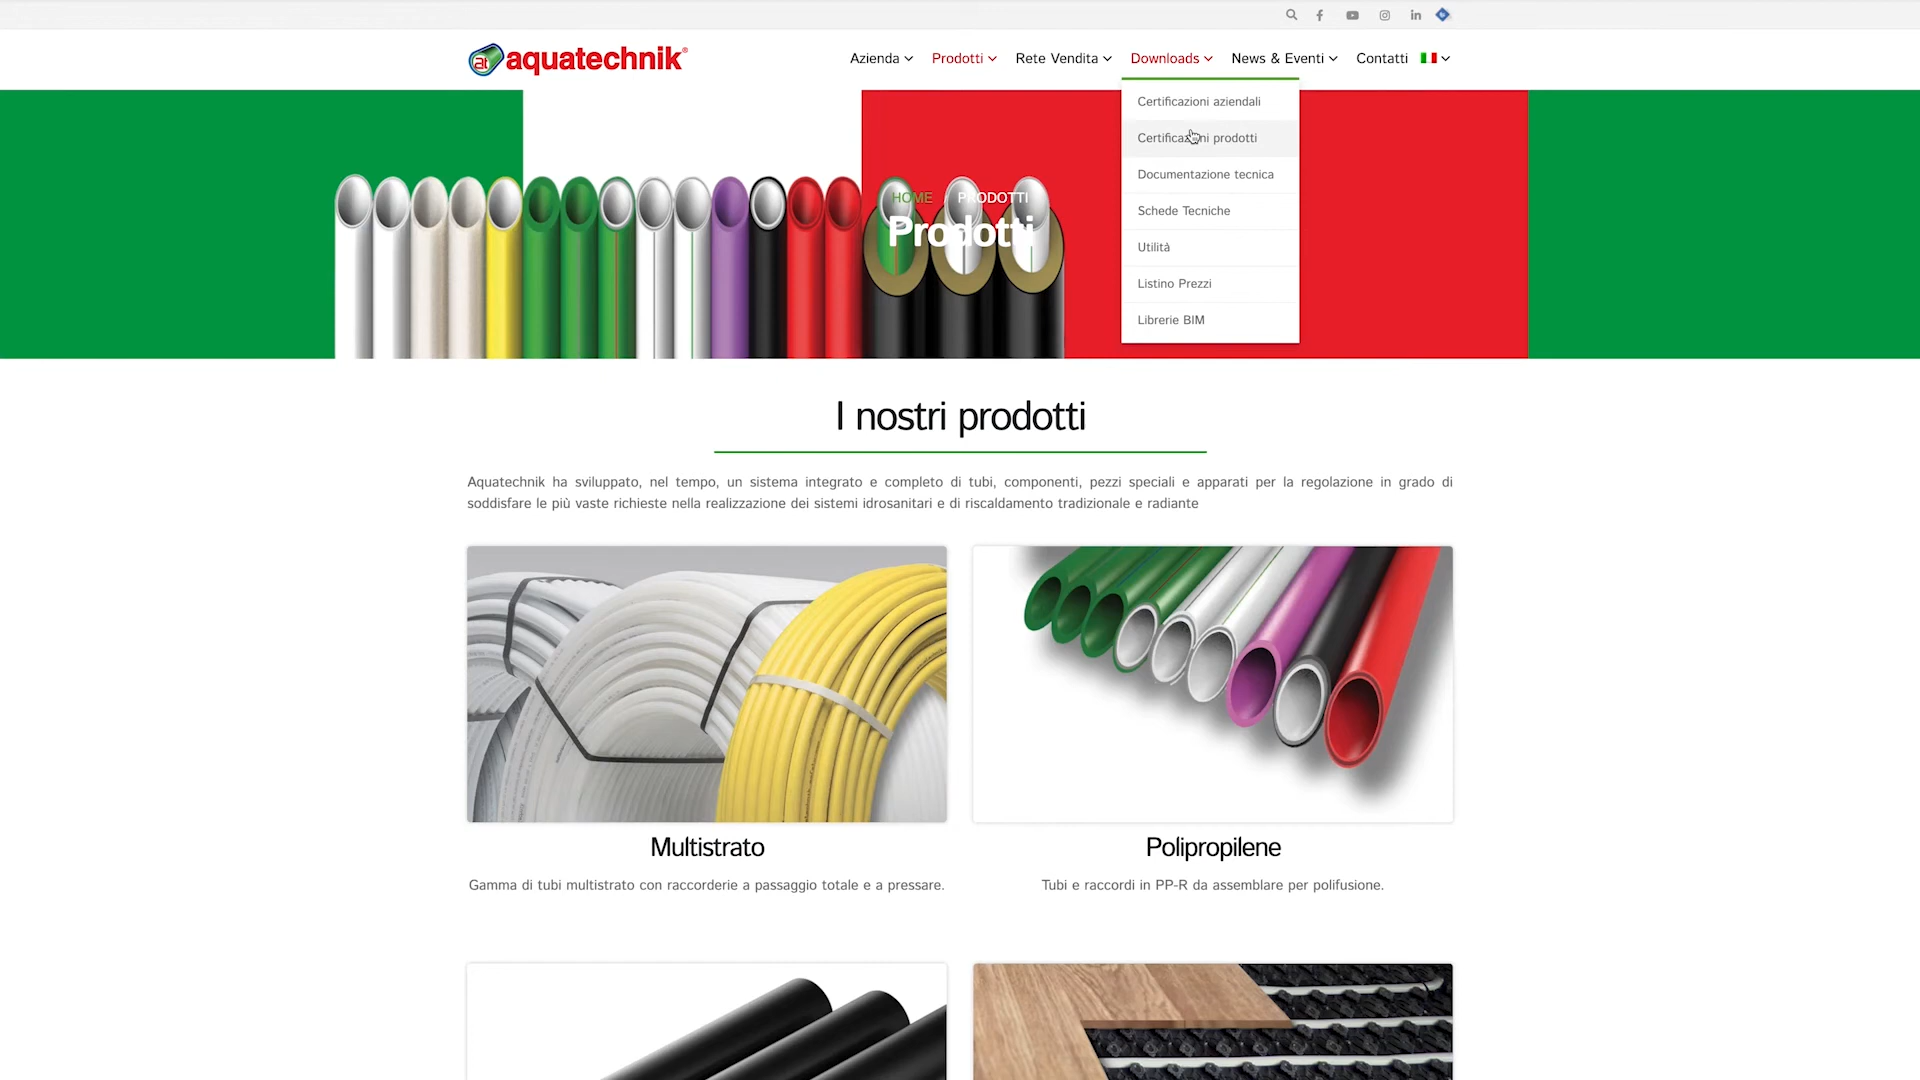 aquatechnik®
Azienda
Prodotti
Rete Vendita
Downloads
News & Eventi
Contatti
Certificazioni aziendali
Certificazioni prodotti
Documentazione tecnica
Schede Tecniche
Utilità
Listino Prezzi
Librerie BIM
HOME PRODOTTI
Prodotti
I nostri prodotti
Aquatechnik ha sviluppato, nel tempo, un sistema integrato e completo di tubi, componenti, pezzi speciali e apparati per la regolazione in grado di
soddisfare le più vaste richieste nella realizzazione dei sistemi idrosanitari e di riscaldamento tradizionale e radiante
Multistrato
Polipropilene
Gamma di tubi multistrato con raccorderie a passaggio totale e a pressare.
Tubi e raccordi in PP-R da assemblare per polifusione.